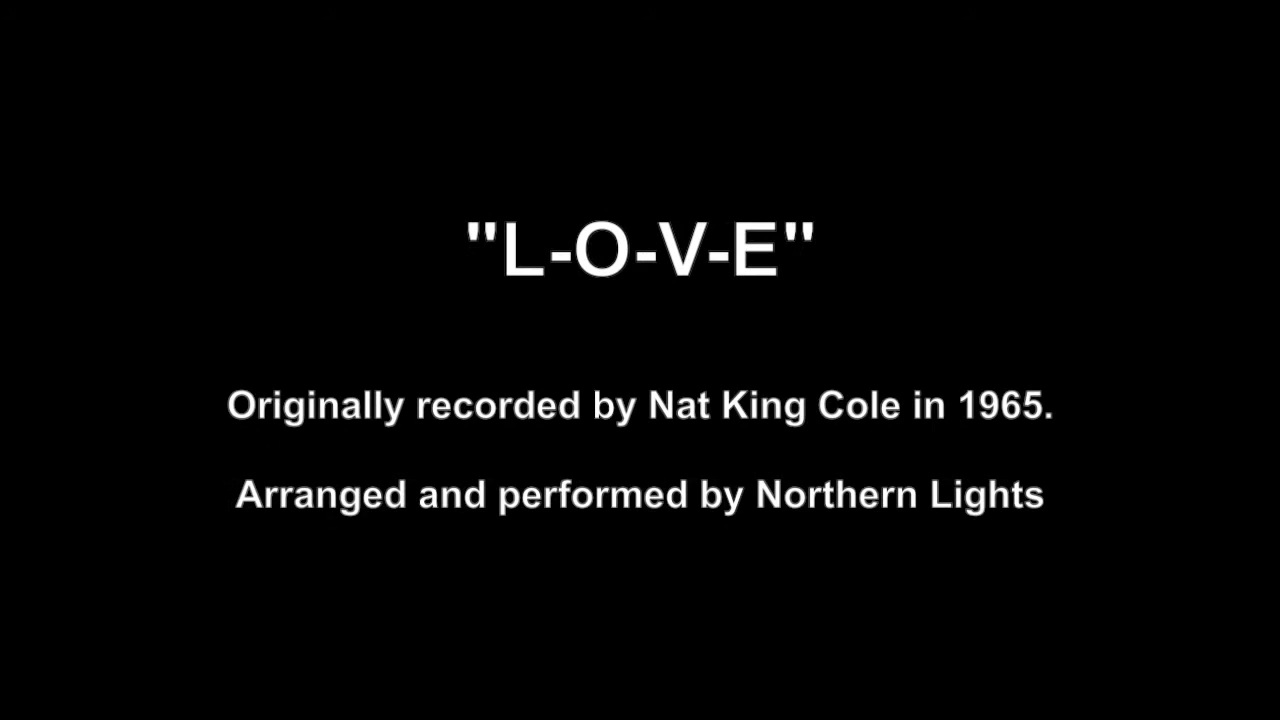 "L-O-V-E"
Originally recorded by Nat King Cole in 1965.
Arranged and performed by Northern Lights